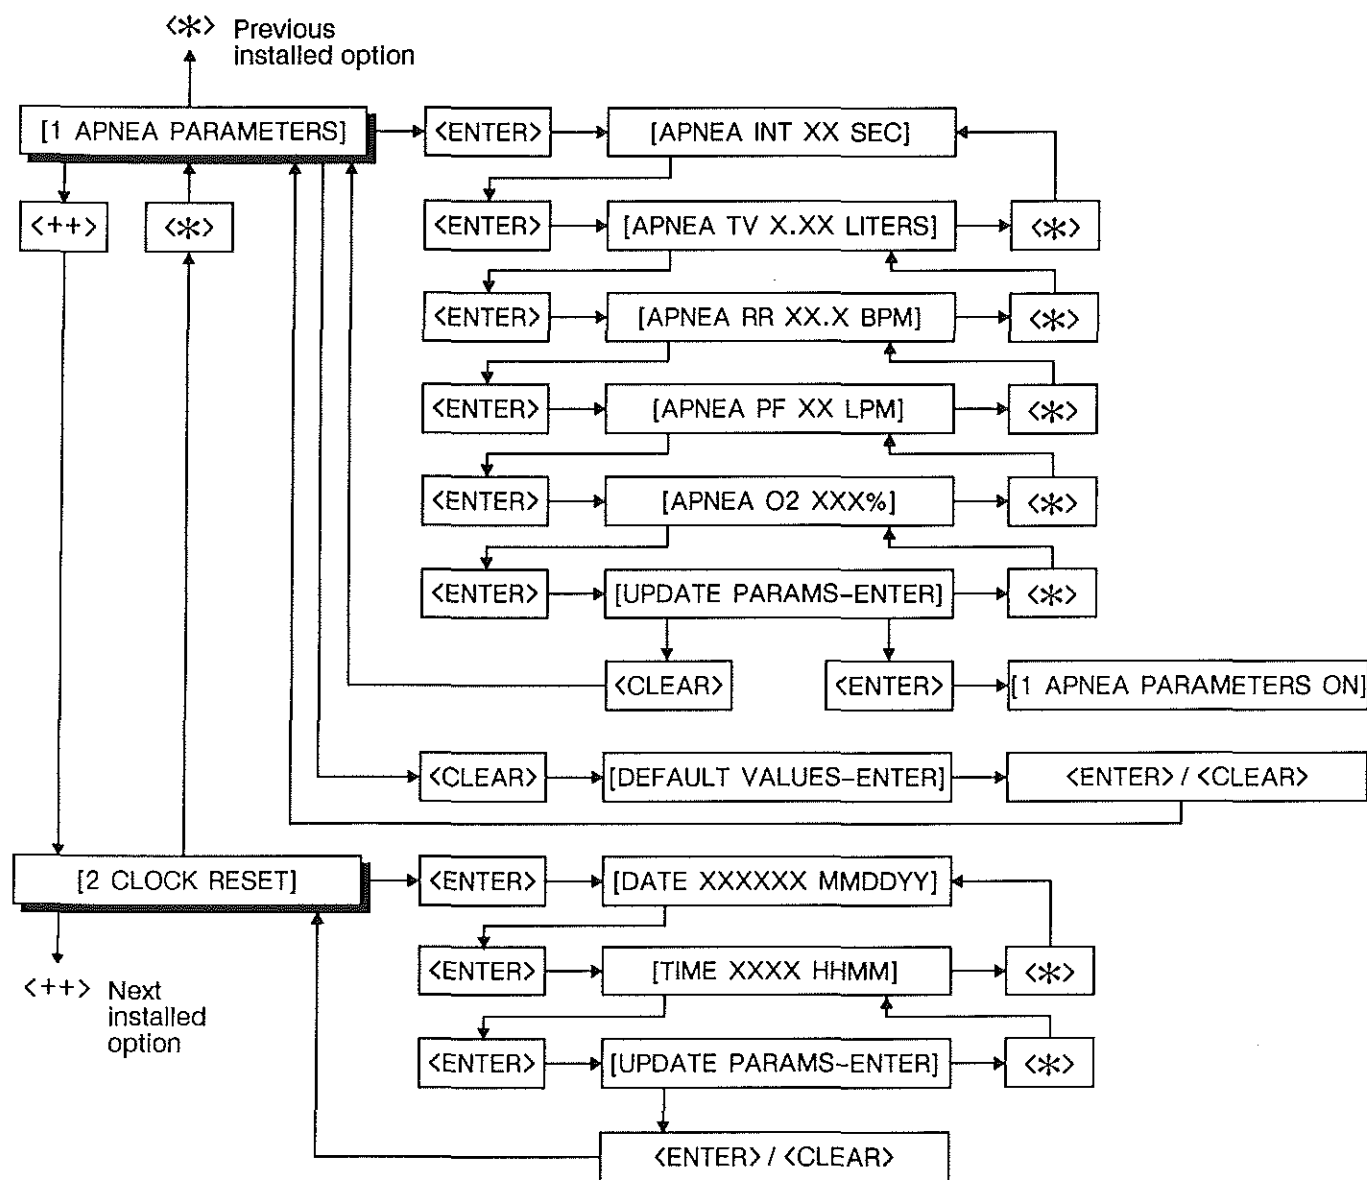 <*> Previous
installed option
[1 APNEA PARAMETERS] <ENTER> [APNEA INT XX SEC]
<++> <*> <ENTER> [APNEA TV X.XX LITERS] <*>
<ENTER> [APNEA RR XX.X BPM] <*>
<ENTER> [APNEA PF XX LPM] <*>
<ENTER> [APNEA O2 XXX%] <*>
<ENTER> [UPDATE PARAMS-ENTER] <*>
<CLEAR> <ENTER> [1 APNEA PARAMETERS ON]
<CLEAR> [DEFAULT VALUES-ENTER] <ENTER> / <CLEAR>
[2 CLOCK RESET] <ENTER> [DATE XXXXXX MMDDYY]
<ENTER> [TIME XXXX HHMM] <*>
<++> Next
installed
option
<ENTER> [UPDATE PARAMS-ENTER] <*>
<ENTER> / <CLEAR>